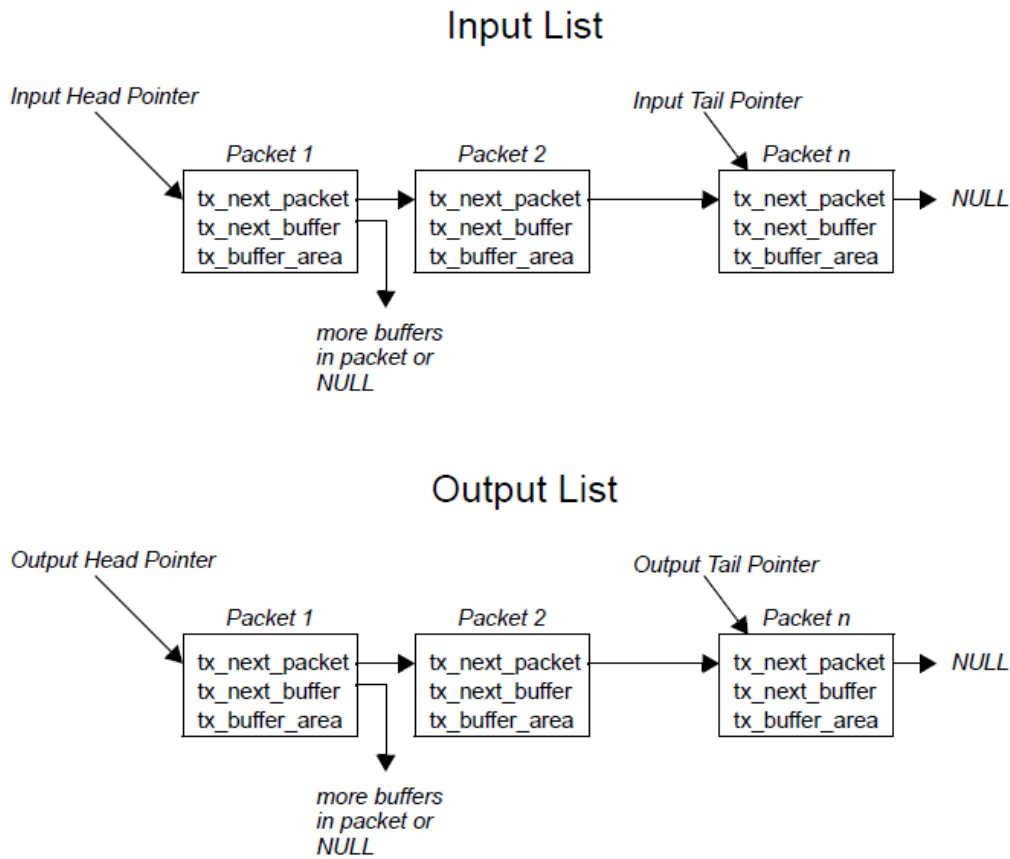 Input List
Input Head Pointer
Input Tail Pointer
Packet 1
Packet 2
Packet n
tx_next_packet
tx_next_buffer
tx_buffer_area
tx_next_packet
tx_next_buffer
tx_buffer_area
tx_next_packet
tx_next_buffer
tx_buffer_area
NULL
more buffers
in packet or
NULL
Output List
Output Head Pointer
Output Tail Pointer
Packet 1
Packet 2
Packet n
tx_next_packet
tx_next_buffer
tx_buffer_area
tx_next_packet
tx_next_buffer
tx_buffer_area
tx_next_packet
tx_next_buffer
tx_buffer_area
NULL
more buffers
in packet or
NULL